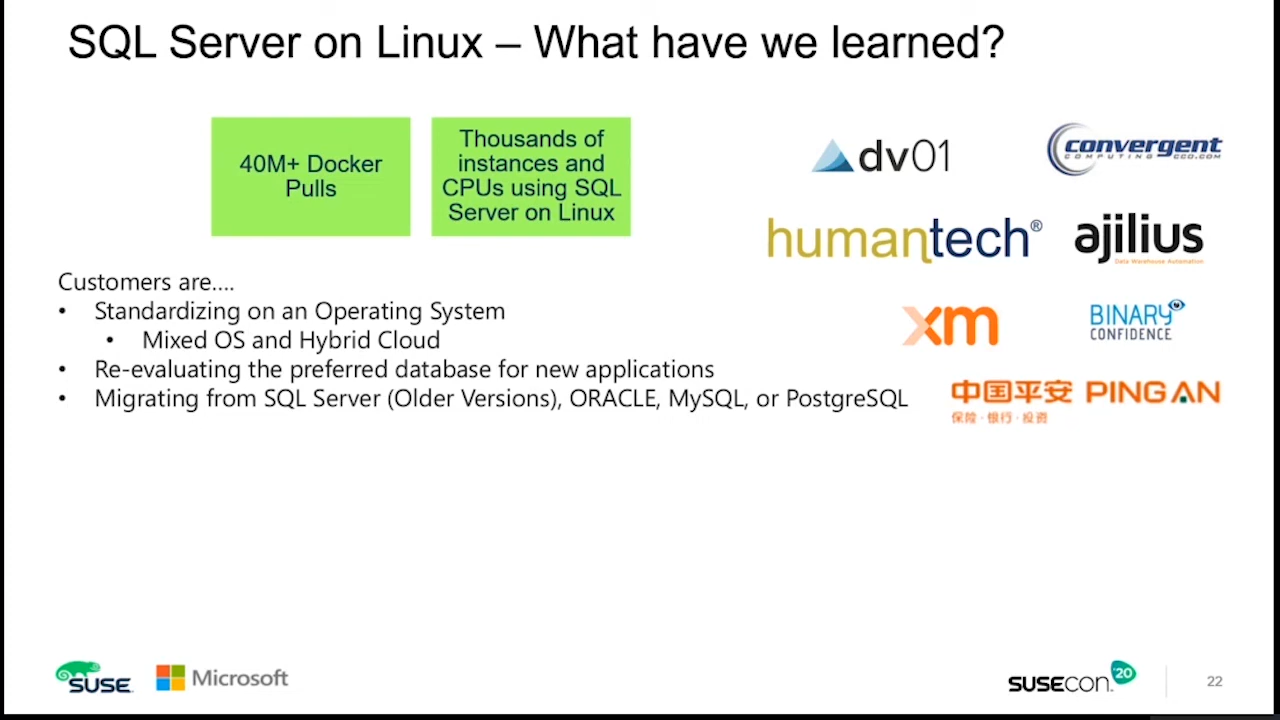 SQL Server on Linux – What have we learned?
40M+ Docker
Pulls
Thousands of
instances and
CPUs using SQL
Server on Linux
dv01
convergent
COMPUTING CCO.COM
humantech®
ajilius
Data Warehouse Automation
Customers are....
• Standardizing on an Operating System
• Mixed OS and Hybrid Cloud
• Re-evaluating the preferred database for new applications
• Migrating from SQL Server (Older Versions), ORACLE, MySQL, or PostgreSQL
xm
BINARY
CONFIDENCE
中国平安 PING AN
保险·银行·投资
SUSE
Microsoft
SUSECON. '20
22